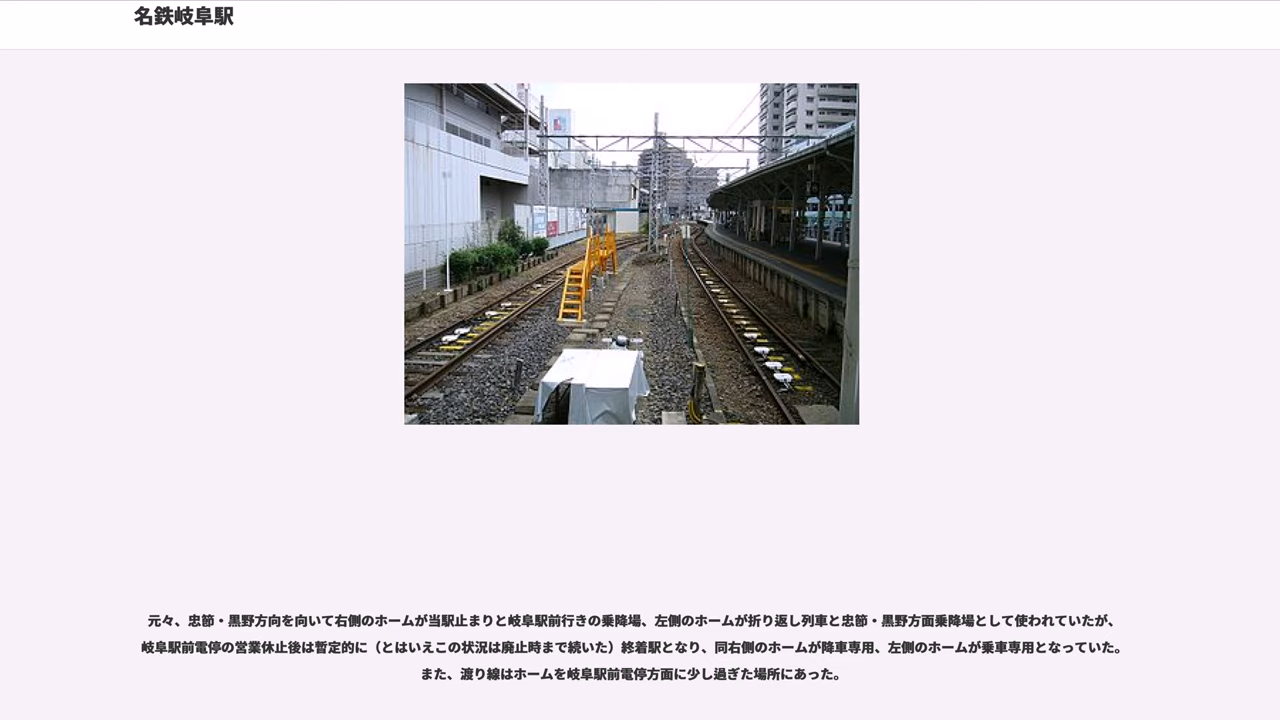 名鉄岐阜駅
元々、忠節・黒野方向を向いて右側のホームが当駅止まりと岐阜駅前行きの乗降場、左側のホームが折り返し列車と忠節・黒野方面乗降場として使われていたが、
岐阜駅前電停の営業休止後は暫定的に（とはいえこの状況は廃止時まで続いた）終着駅となり、同右側のホームが降車専用、左側のホームが乗車専用となっていた。
また、渡り線はホームを岐阜駅前電停方面に少し過ぎた場所にあった。